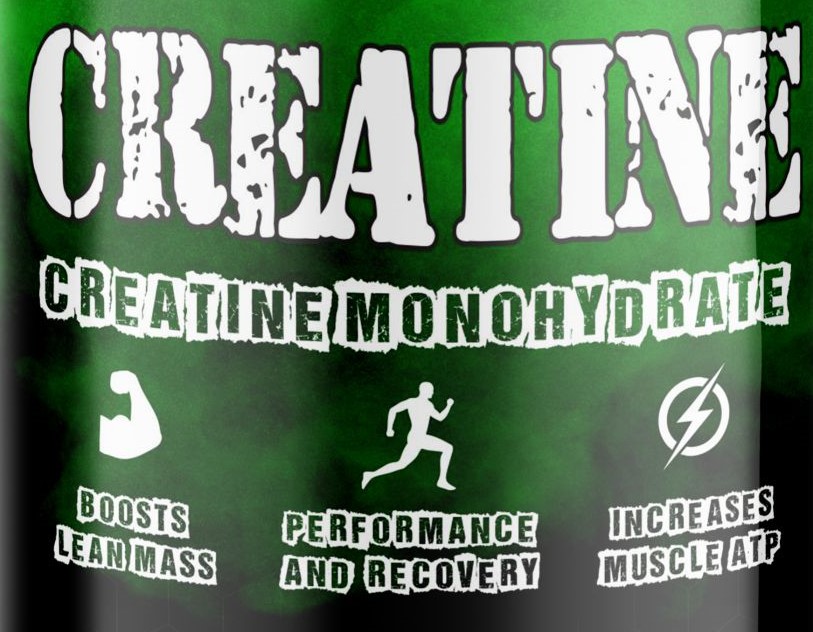 CREATINE
CREATINE MONOHYDRATE
BOOSTS
LEAN MASS
PERFORMANCE
AND RECOVERY
INCREASES
MUSCLE ATP